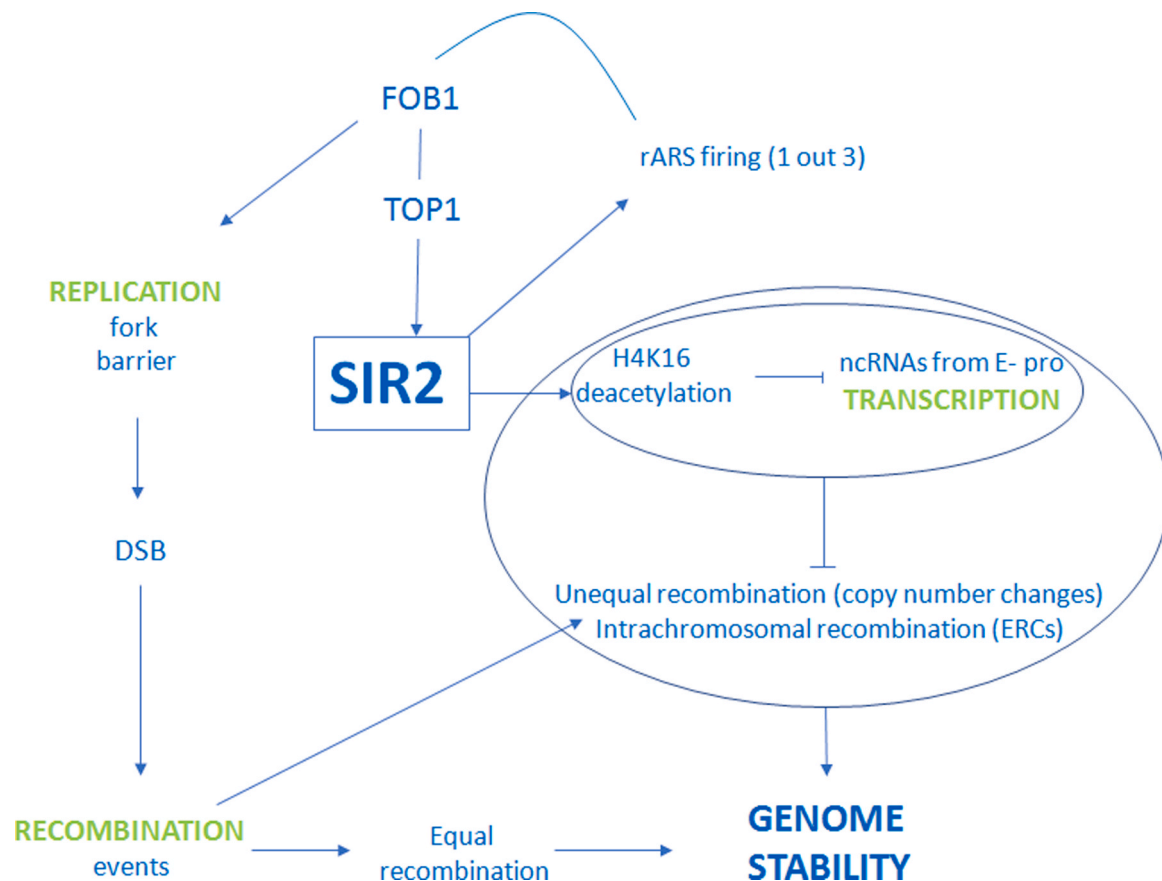 FOB1
rARS firing (1 out 3)
TOP1
REPLICATION
fork
barrier
SIR2
H4K16
deacetylation
ncRNAs from E- pro
TRANSCRIPTION
DSB
Unequal recombination (copy number changes)
Intrachromosomal recombination (ERCs)
RECOMBINATION
events
Equal
recombination
GENOME
STABILITY